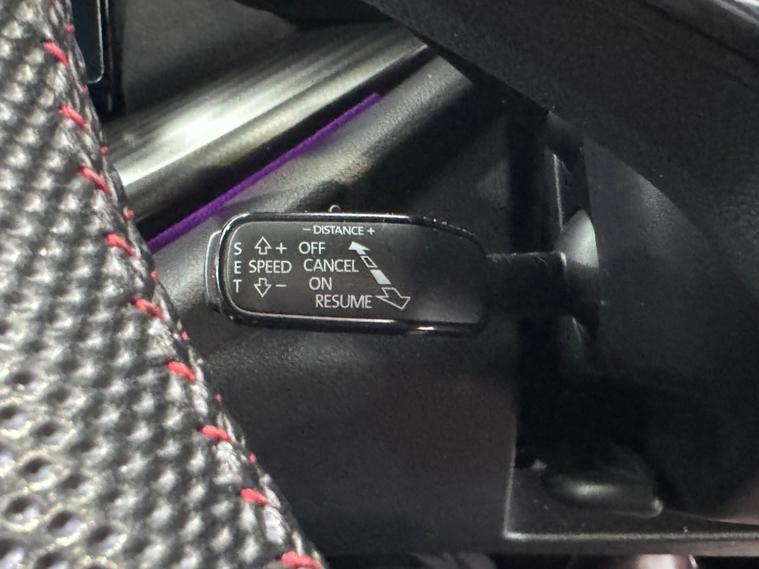 − DISTANCE +
S ⇧ + OFF
E SPEED CANCEL
T ⇩ − ON
RESUME